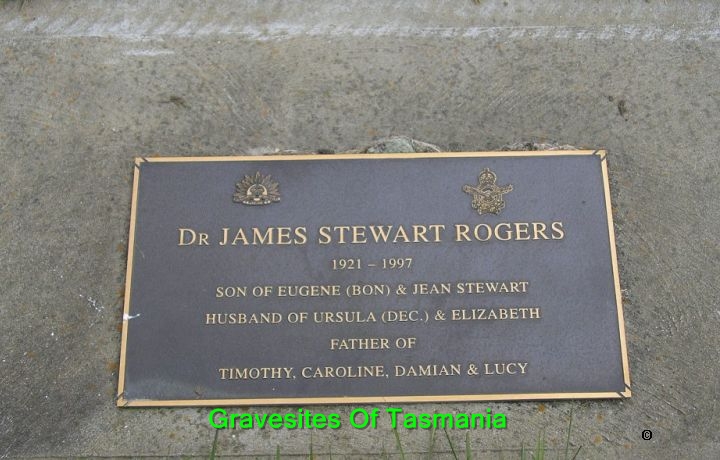 DR JAMES STEWART ROGERS
1921 – 1997
SON OF EUGENE (BON) & JEAN STEWART
HUSBAND OF URSULA (DEC.) & ELIZABETH
FATHER OF
TIMOTHY, CAROLINE, DAMIAN & LUCY
Gravesites Of Tasmania
©